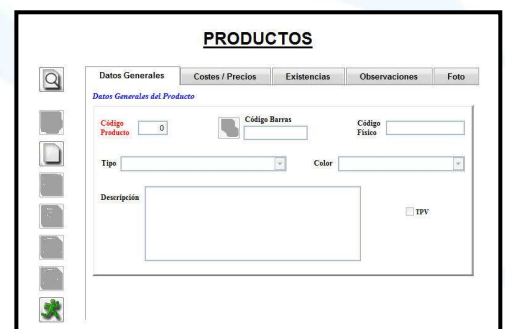 PRODUCTOS
Datos Generales Costes / Precios Existencias Observaciones Foto
Datos Generales del Producto
Código Producto 0
Código Barras
Código Físico
Tipo
Color
Descripción
TPV